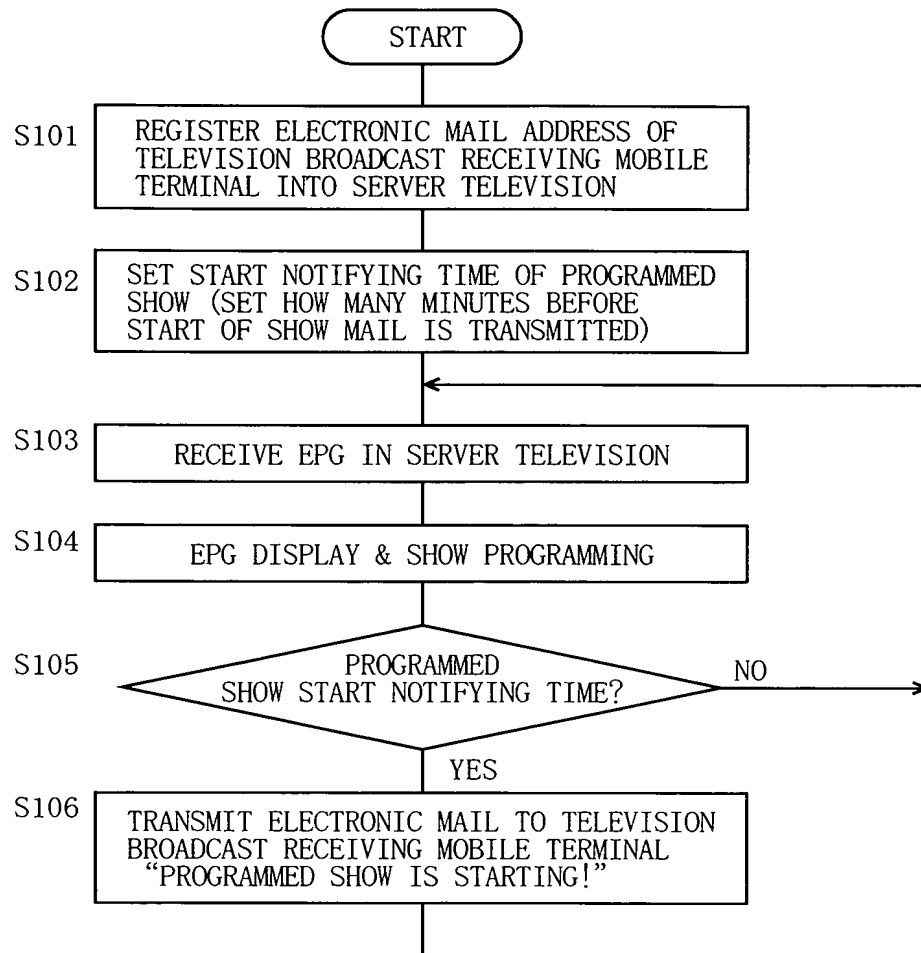 START
S101
REGISTER ELECTRONIC MAIL ADDRESS OF
TELEVISION BROADCAST RECEIVING MOBILE
TERMINAL INTO SERVER TELEVISION
S102
SET START NOTIFYING TIME OF PROGRAMMED
SHOW (SET HOW MANY MINUTES BEFORE
START OF SHOW MAIL IS TRANSMITTED)
S103
RECEIVE EPG IN SERVER TELEVISION
S104
EPG DISPLAY & SHOW PROGRAMMING
S105
PROGRAMMED
SHOW START NOTIFYING TIME?
NO
YES
S106
TRANSMIT ELECTRONIC MAIL TO TELEVISION
BROADCAST RECEIVING MOBILE TERMINAL
“PROGRAMMED SHOW IS STARTING!”